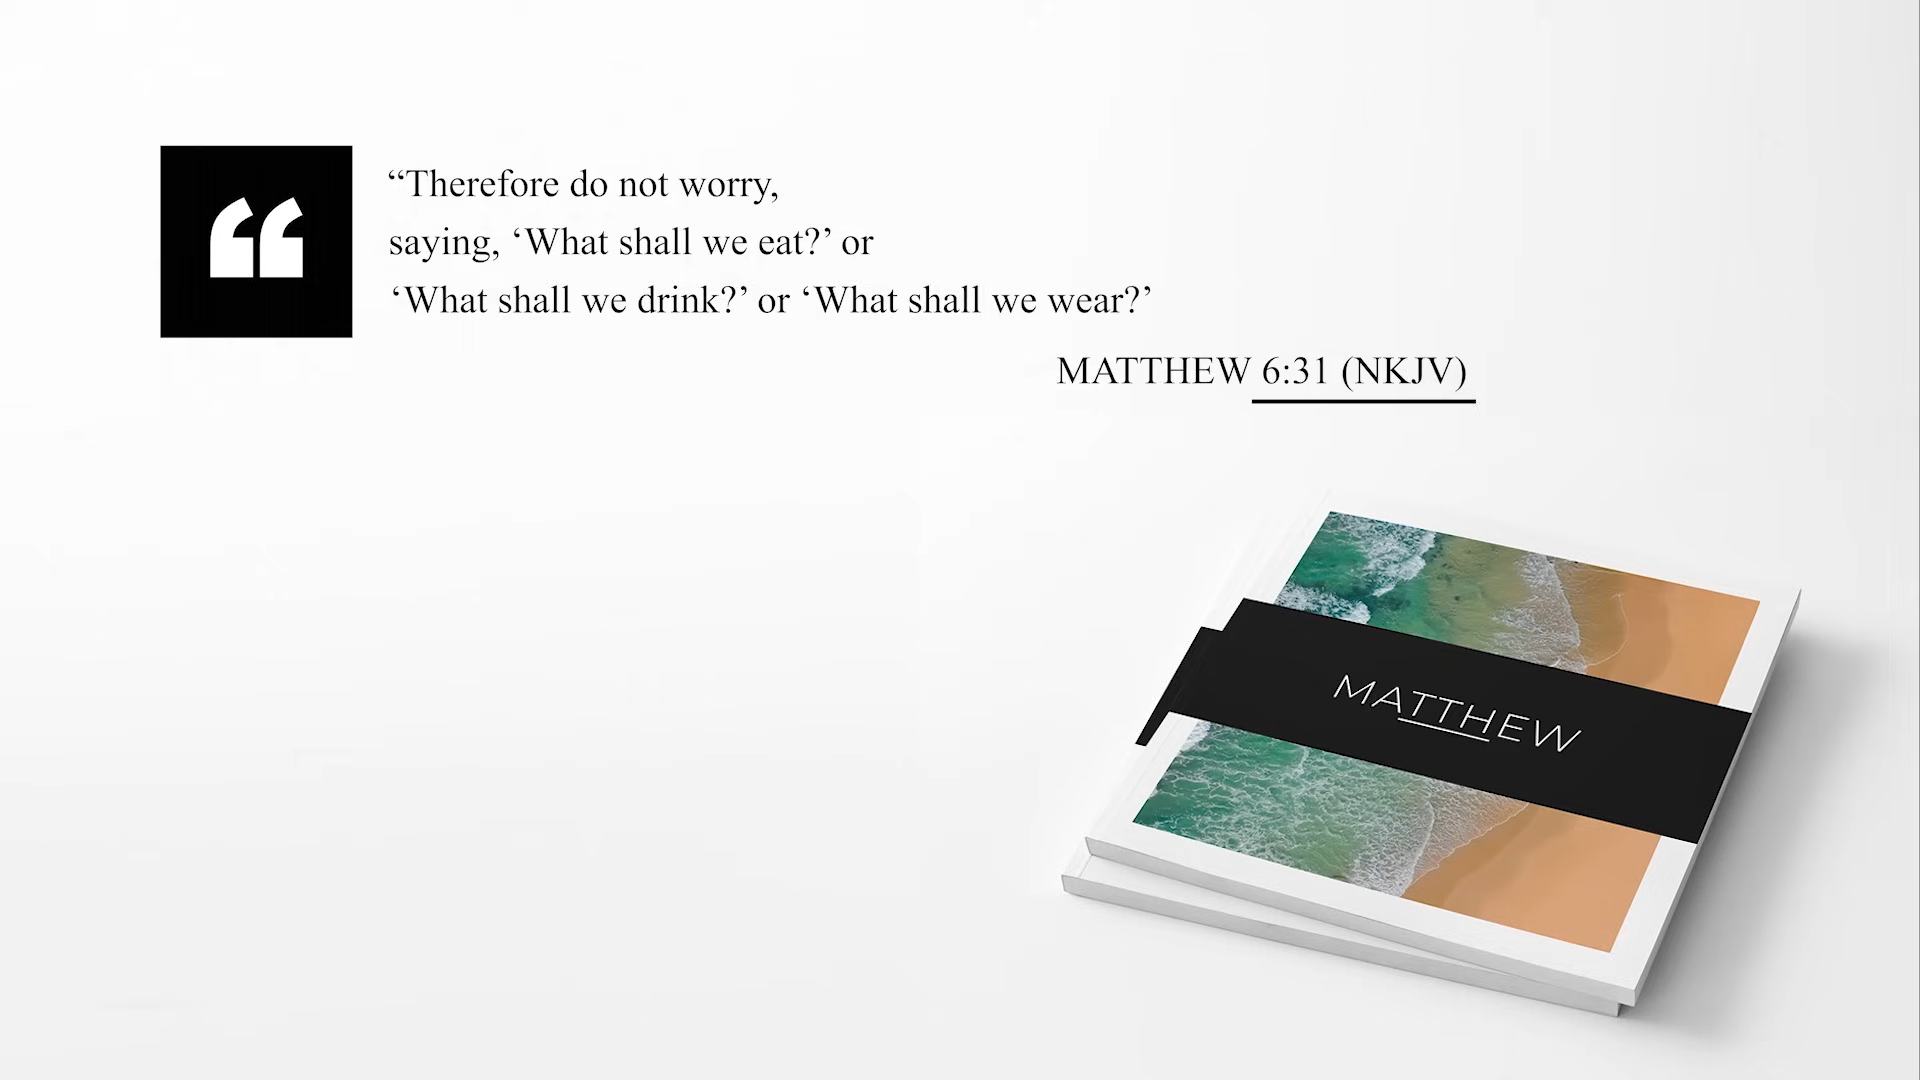 “Therefore do not worry,
saying, ‘What shall we eat?’ or
‘What shall we drink?’ or ‘What shall we wear?’
MATTHEW 6:31 (NKJV)
MATTHEW